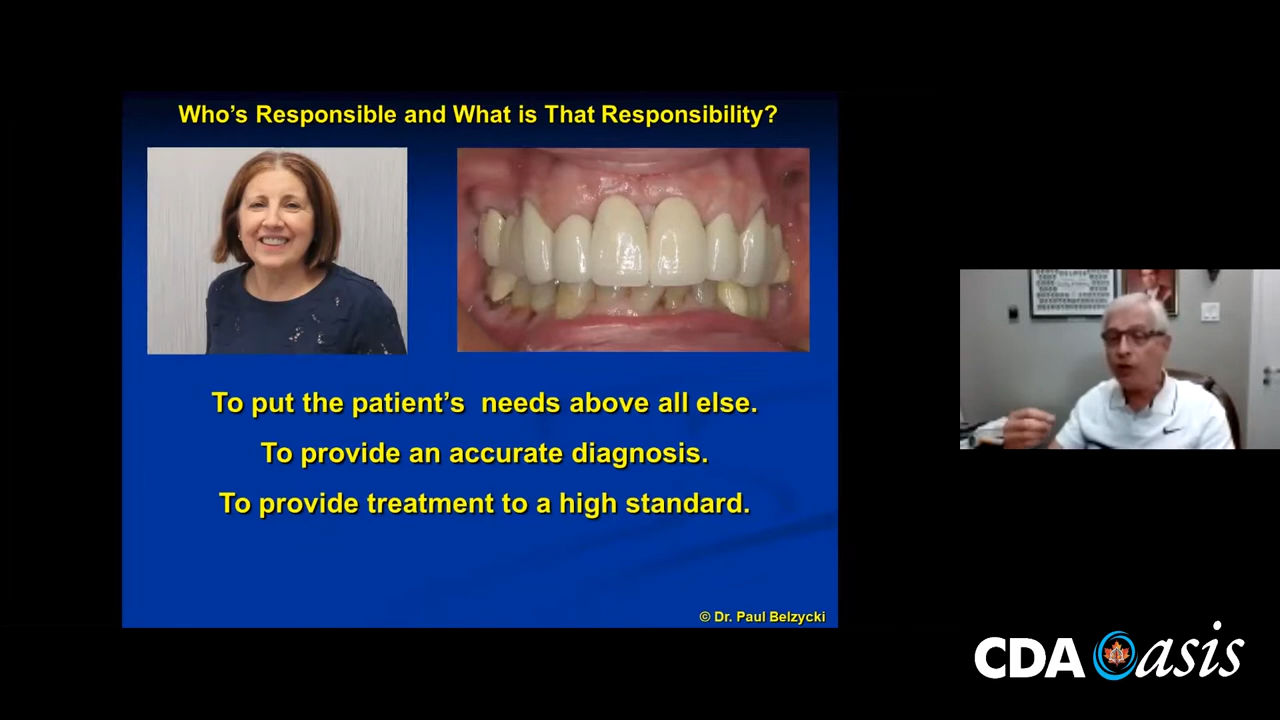 Who's Responsible and What is That Responsibility?
To put the patient's  needs above all else.
To provide an accurate diagnosis.
To provide treatment to a high standard.
© Dr. Paul Belzycki
CDA Oasis